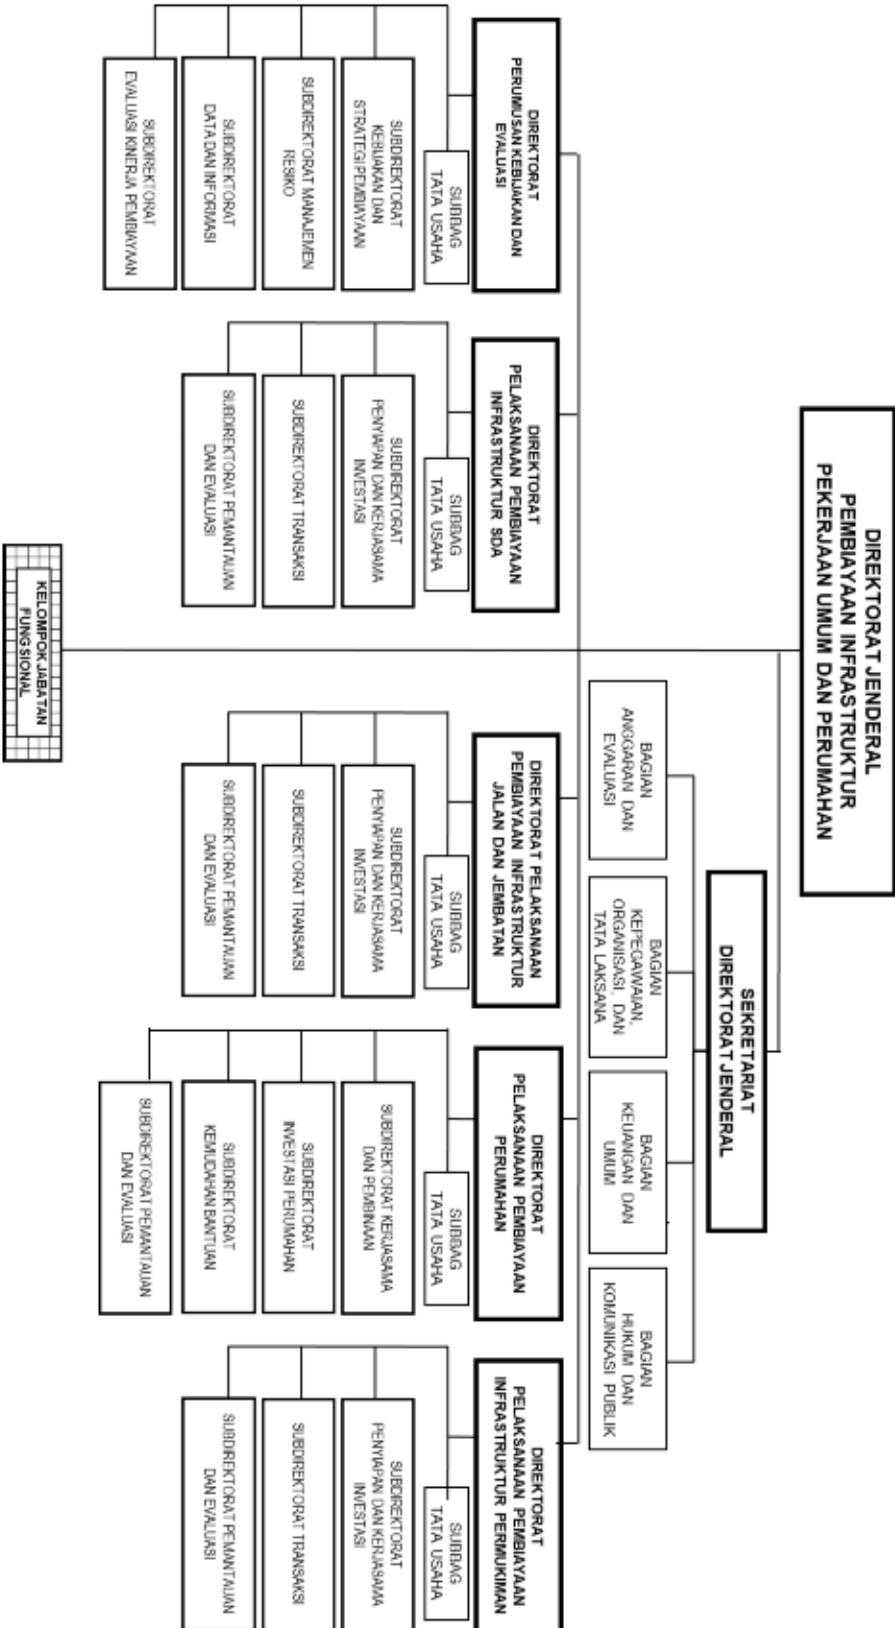 DIREKTORAT JENDERAL
PEMBIAYAAN INFRASTRUKTUR
PEKERJAAN UMUM DAN PERUMAHAN
SEKRETARIAT
DIREKTORAT JENDERAL
BAGIAN
ANGGARAN DAN
EVALUASI
BAGIAN
KEPEGAWAIAN,
ORGANISASI, DAN
TATA LAKSANA
BAGIAN
KEUANGAN DAN
UMUM
BAGIAN
HUKUM DAN
KOMUNIKASI PUBLIK
DIREKTORAT
PERUMUSAN KEBIJAKAN DAN
EVALUASI
SUBBAG
TATA USAHA
SUBDIREKTORAT
KEBIJAKAN DAN
STRATEGI PEMBIAYAAN
SUBDIREKTORAT MANAJEMEN
RESIKO
SUBDIREKTORAT
DATA DAN INFORMASI
SUBDIREKTORAT
EVALUASI KINERJA PEMBIAYAAN
DIREKTORAT
PELAKSANAAN PEMBIAYAAN
INFRASTRUKTUR SDA
SUBBAG
TATA USAHA
SUBDIREKTORAT
PENYIAPAN DAN KERJASAMA
INVESTASI
SUBDIREKTORAT TRANSAKSI
SUBDIREKTORAT PEMANTAUAN
DAN EVALUASI
DIREKTORAT PELAKSANAAN
PEMBIAYAAN INFRASTRUKTUR
JALAN DAN JEMBATAN
SUBBAG
TATA USAHA
SUBDIREKTORAT
PENYIAPAN DAN KERJASAMA
INVESTASI
SUBDIREKTORAT TRANSAKSI
SUBDIREKTORAT PEMANTAUAN
DAN EVALUASI
DIREKTORAT
PELAKSANAAN PEMBIAYAAN
PERUMAHAN
SUBBAG
TATA USAHA
SUBDIREKTORAT KERJASAMA
DAN PEMBINAAN
SUBDIREKTORAT
INVESTASI PERUMAHAN
SUBDIREKTORAT
KEMUDAHAN BANTUAN
SUBDIREKTORAT PEMANTAUAN
DAN EVALUASI
DIREKTORAT
PELAKSANAAN PEMBIAYAAN
INFRASTRUKTUR PERMUKIMAN
SUBBAG
TATA USAHA
SUBDIREKTORAT
PENYIAPAN DAN KERJASAMA
INVESTASI
SUBDIREKTORAT TRANSAKSI
SUBDIREKTORAT PEMANTAUAN
DAN EVALUASI
KELOMPOK JABATAN
FUNGSIONAL